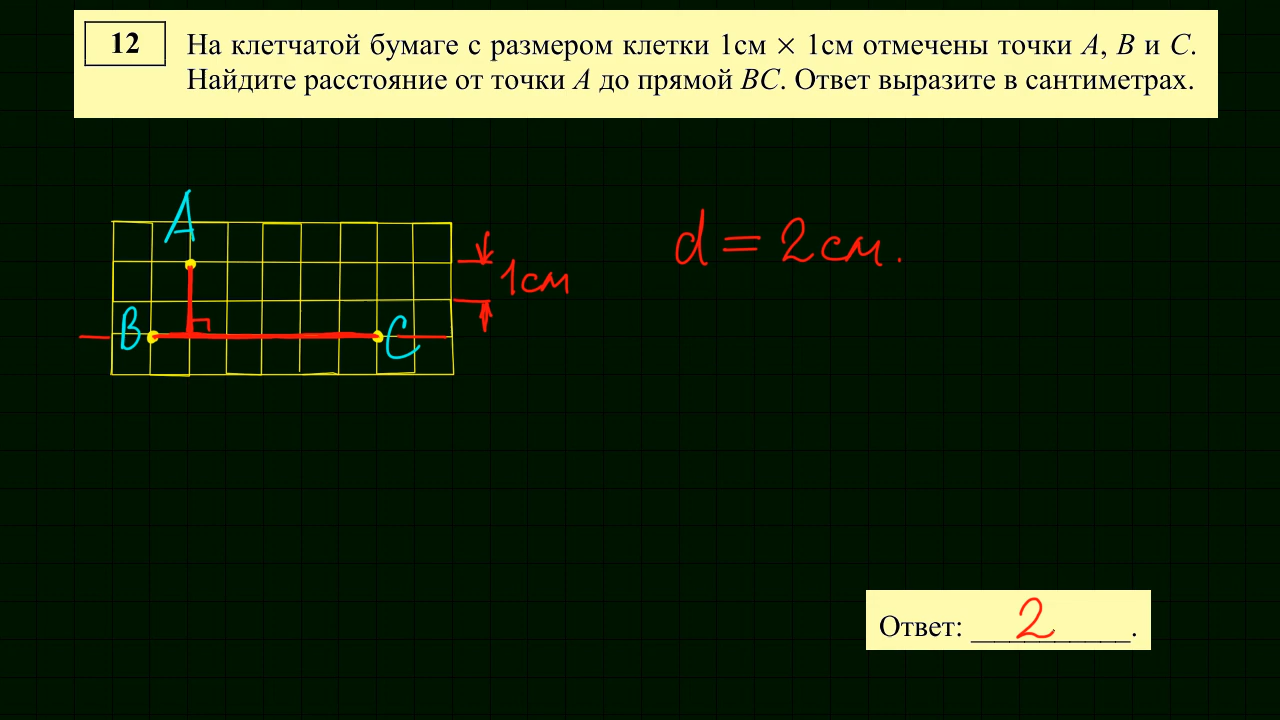 12
На клетчатой бумаге с размером клетки 1см × 1см отмечены точки A, B и C.
Найдите расстояние от точки A до прямой BC. Ответ выразите в сантиметрах.
A
d = 2см.
1см
B
C
Ответ: 2.